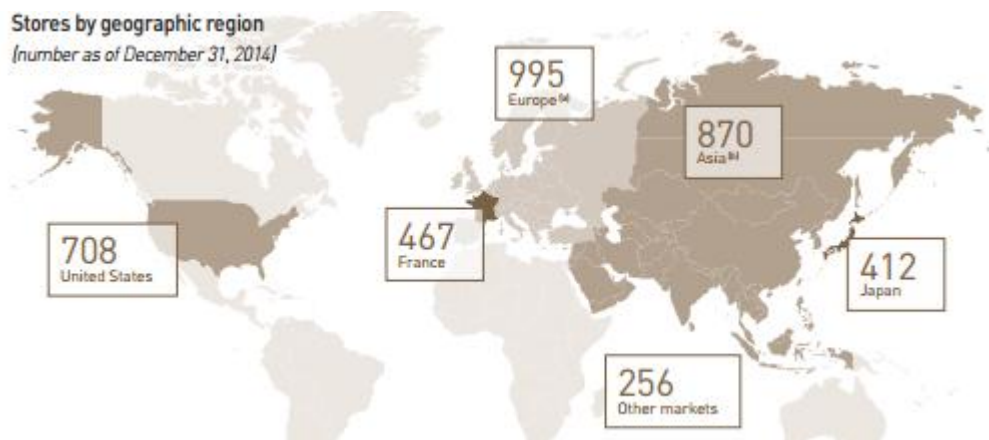 Stores by geographic region
(number as of December 31, 2014)
995
Europe(a)
870
Asia(b)
708
United States
467
France
412
Japan
256
Other markets